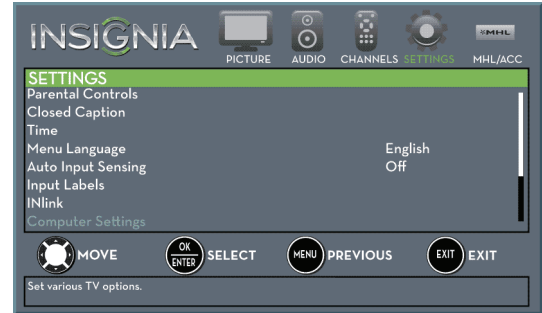 INSIGNIA
PICTURE AUDIO CHANNELS SETTINGS MHL/ACC
MHL
SETTINGS
Parental Controls
Closed Caption
Time
Menu Language English
Auto Input Sensing Off
Input Labels
INlink
Computer Settings
MOVE OK ENTER SELECT MENU PREVIOUS EXIT EXIT
Set various TV options.